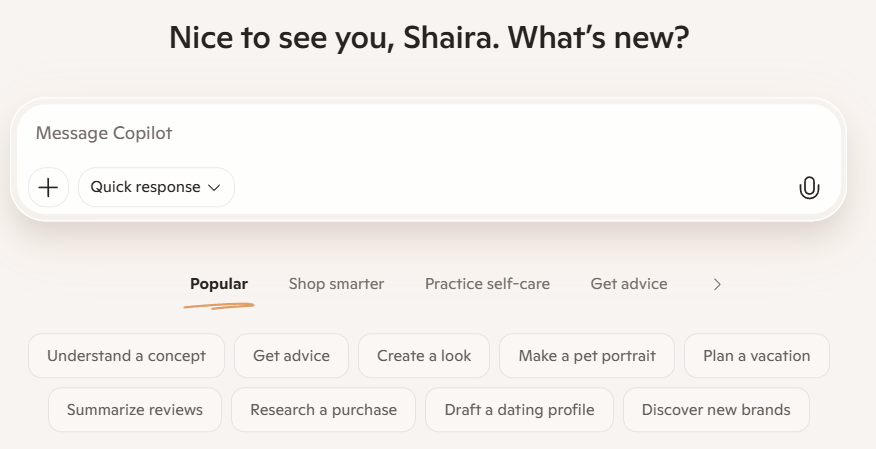 Nice to see you, Shaira. What's new?
Message Copilot
Quick response
Popular Shop smarter Practice self-care Get advice
Understand a concept Get advice Create a look Make a pet portrait Plan a vacation
Summarize reviews Research a purchase Draft a dating profile Discover new brands